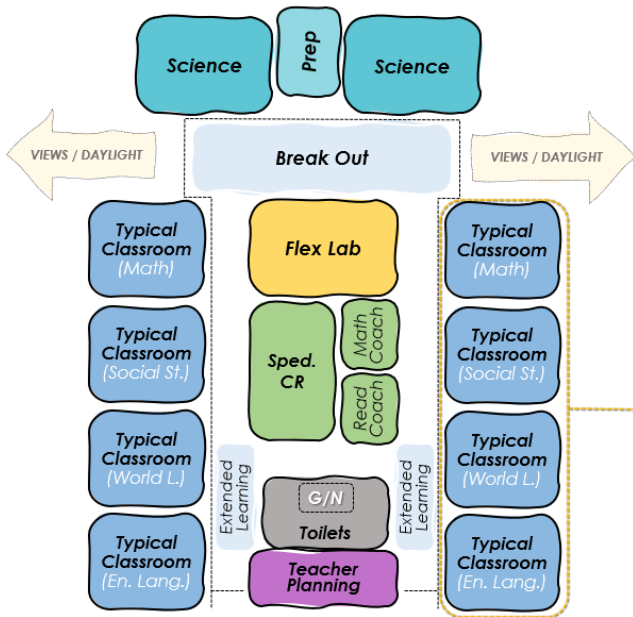 Science
Prep
Science
VIEWS / DAYLIGHT
Break Out
VIEWS / DAYLIGHT
Typical
Classroom
(Math)
Flex Lab
Typical
Classroom
(Math)
Typical
Classroom
(Social St.)
Sped.
CR
Math
Coach
Read
Coach
Typical
Classroom
(Social St.)
Typical
Classroom
(World L.)
Extended
Learning
G/N
Toilets
Extended
Learning
Typical
Classroom
(World L.)
Typical
Classroom
(En. Lang.)
Teacher
Planning
Typical
Classroom
(En. Lang.)